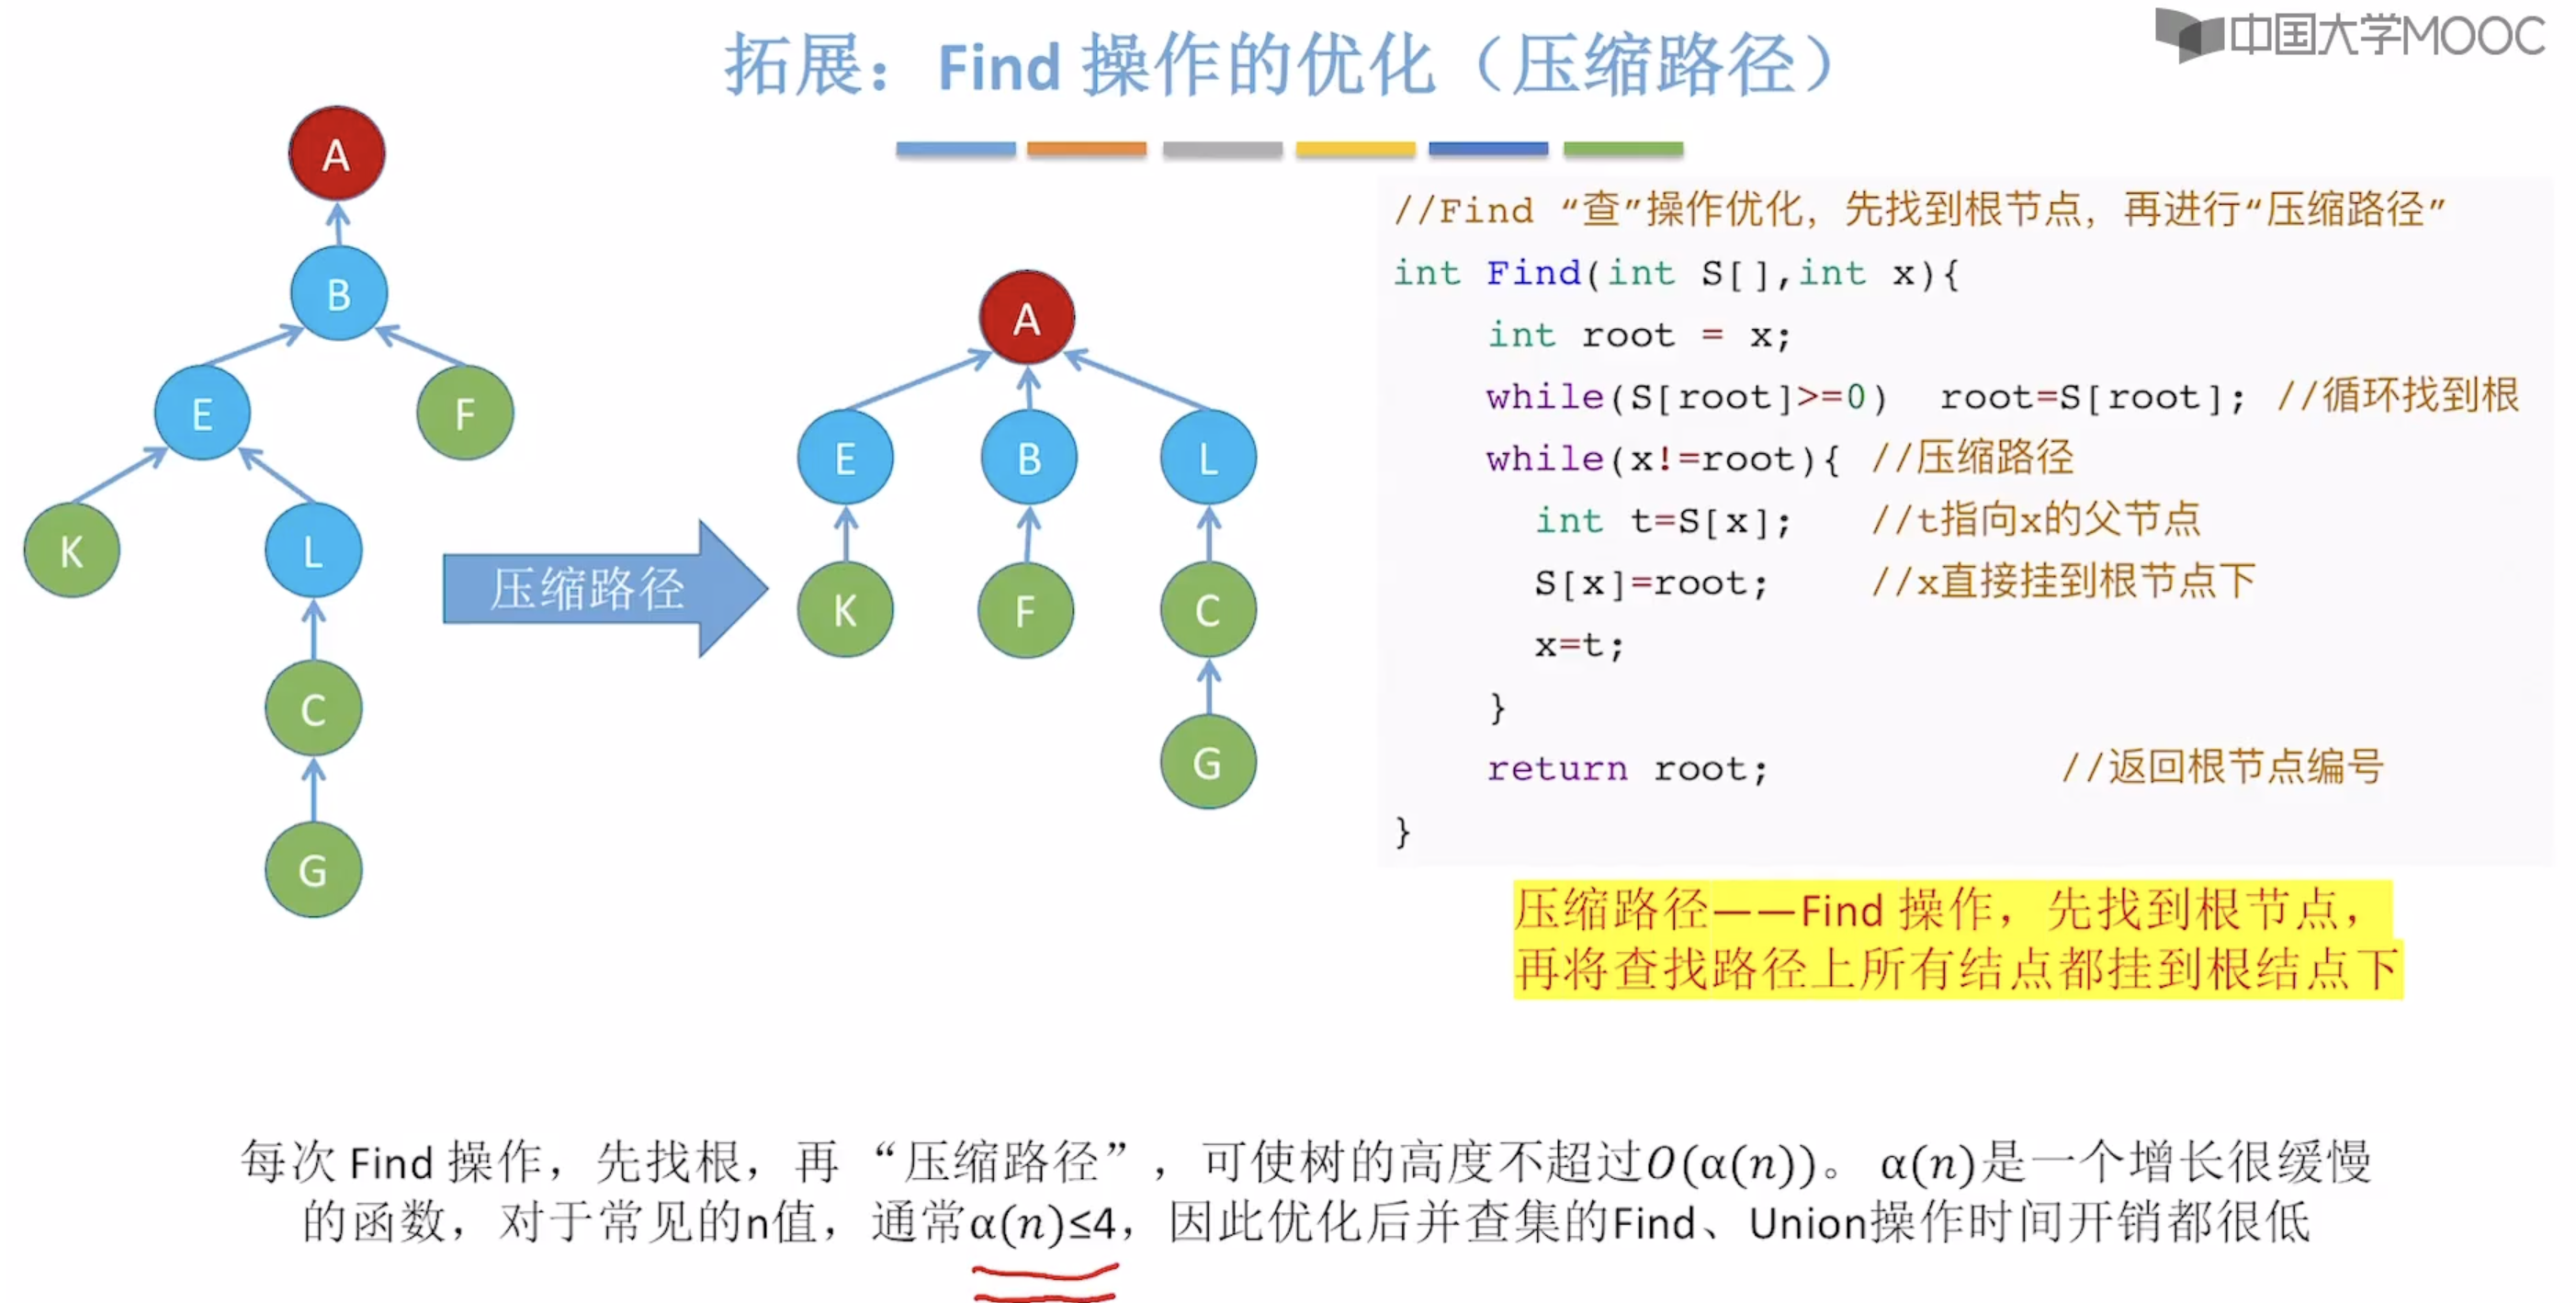 中国大学MOOC
拓展：Find 操作的优化（压缩路径）
A
B
E
F
K
L
C
G
压缩路径
A
E
B
L
K
F
C
G
//Find “查”操作优化，先找到根节点，再进行“压缩路径”
int Find(int S[],int x){
int root = x;
while(S[root]>=0)  root=S[root]; //循环找到根
while(x!=root){ //压缩路径
int t=S[x];   //t指向x的父节点
S[x]=root;    //x直接挂到根节点下
x=t;
}
return root;            //返回根节点编号
}
压缩路径——Find 操作，先找到根节点，
再将查找路径上所有结点都挂到根结点下
每次 Find 操作，先找根，再 “压缩路径”，可使树的高度不超过O(α(n))。 α(n)是一个增长很缓慢
的函数，对于常见的n值，通常α(n)≤4，因此优化后并查集的Find、Union操作时间开销都很低